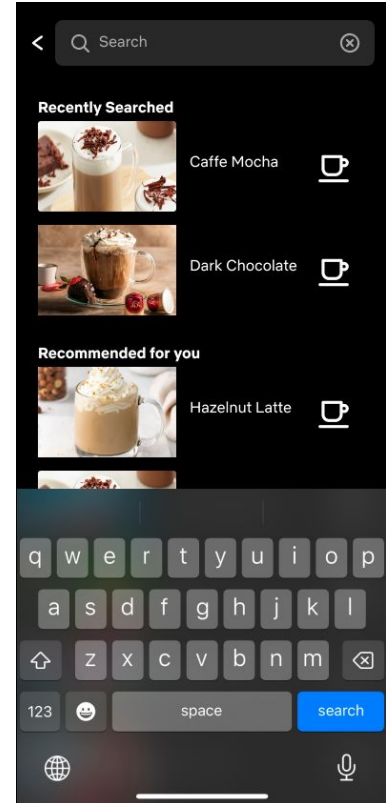 Search
Recently Searched
Caffe Mocha
Dark Chocolate
Recommended for you
Hazelnut Latte
q w e r t y u i o p
a s d f g h j k l
z x c v b n m
123 space search